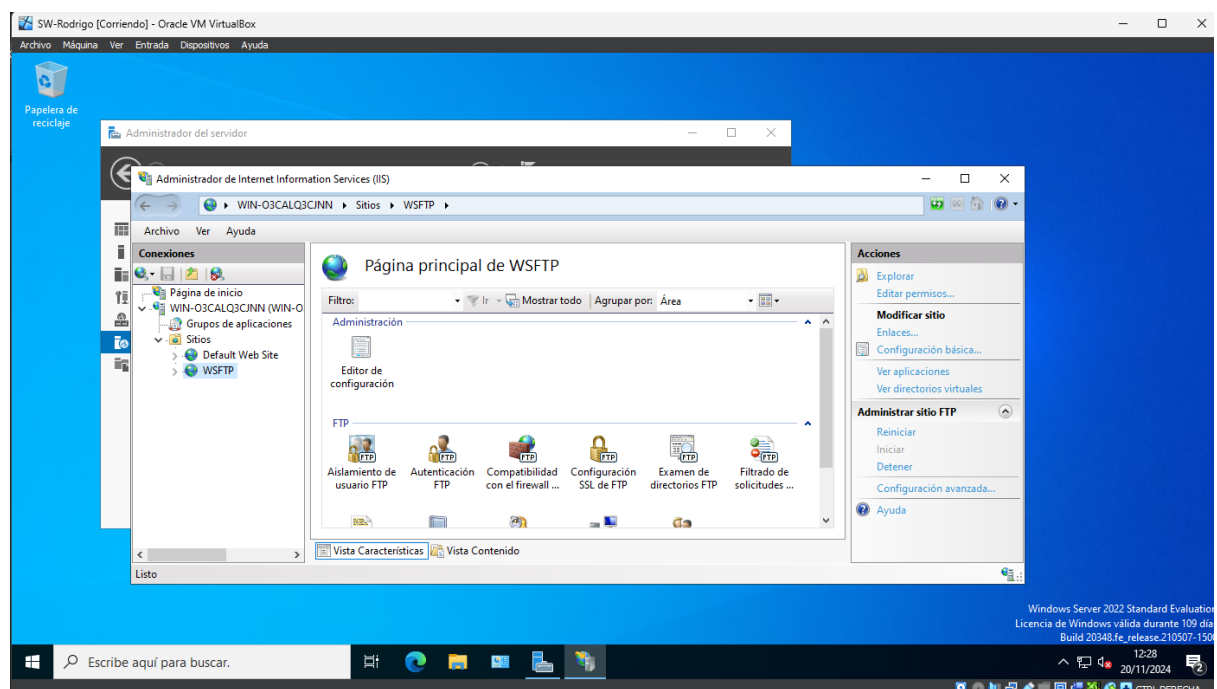 SW-Rodrigo [Corriendo] - Oracle VM VirtualBox
Archivo Máquina Ver Entrada Dispositivos Ayuda
Papelera de
reciclaje
Administrador del servidor
Administrador de Internet Information Services (IIS)
WIN-O3CALQ3CJNN Sitios WSFTP
Archivo Ver Ayuda
Conexiones
Página de inicio
WIN-O3CALQ3CJNN (WIN-O
Grupos de aplicaciones
Sitios
Default Web Site
WSFTP
Página principal de WSFTP
Filtro: Ir Mostrar todo Agrupar por: Área
Administración
Editor de
configuración
FTP
Aislamiento de
usuario FTP
Autenticación
FTP
Compatibilidad
con el firewall ...
Configuración
SSL de FTP
Examen de
directorios FTP
Filtrado de
solicitudes ...
Vista Características Vista Contenido
Acciones
Explorar
Editar permisos...
Modificar sitio
Enlaces...
Configuración básica...
Ver aplicaciones
Ver directorios virtuales
Administrar sitio FTP
Reiniciar
Iniciar
Detener
Configuración avanzada...
Ayuda
Listo
Windows Server 2022 Standard Evaluation
Licencia de Windows válida durante 109 día
Build 20348.fe_release.210507-150
Escribe aquí para buscar.
12:28
20/11/2024
2
CTRL DERECHA